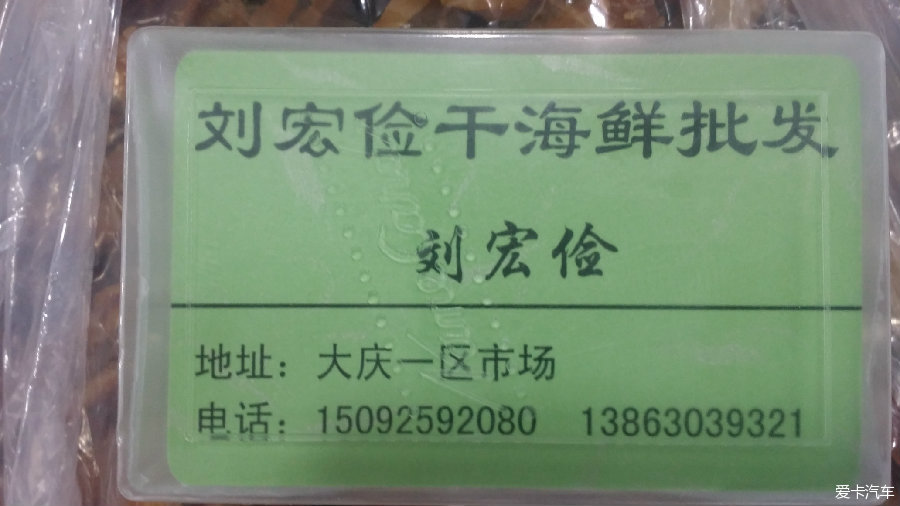 刘宏俭干海鲜批发
刘宏俭
地址：大庆一区市场
电话：15092592080 13863039321
爱卡汽车